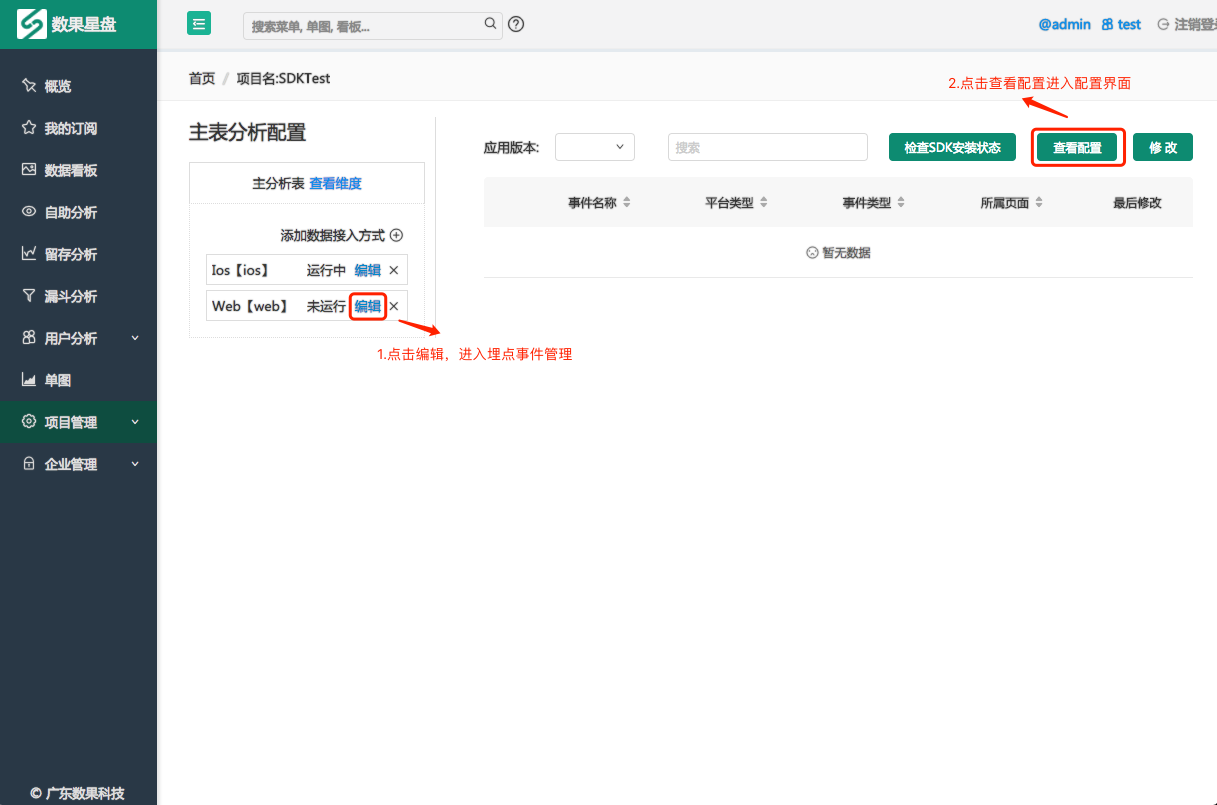 数果星盘
搜索菜单, 单图, 看板...
@admin test 注销登
首页 / 项目名:SDKTest
2.点击查看配置进入配置界面
概览
我的订阅
数据看板
自助分析
留存分析
漏斗分析
用户分析
单图
项目管理
企业管理
© 广东数果科技
主表分析配置
主分析表 查看维度
添加数据接入方式
Ios【ios】 运行中 编辑 ×
Web【web】 未运行 编辑 ×
1.点击编辑，进入埋点事件管理
应用版本: 搜索 检查SDK安装状态 查看配置 修 改
事件名称 平台类型 事件类型 所属页面 最后修改
暂无数据